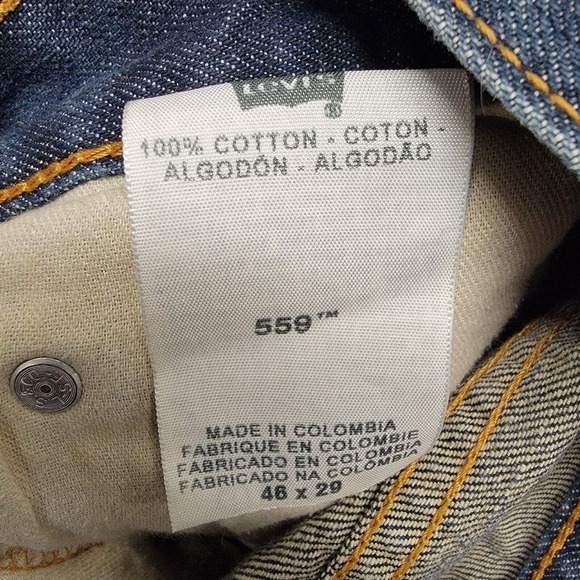 Levi's
®
100% COTTON - COTON -
ALGODÓN - ALGODÃO
559™
MADE IN COLOMBIA
FABRIQUE EN COLOMBIE
FABRICADO EN COLOMBIA
FABRICADO NA COLOMBIA
46 x 29